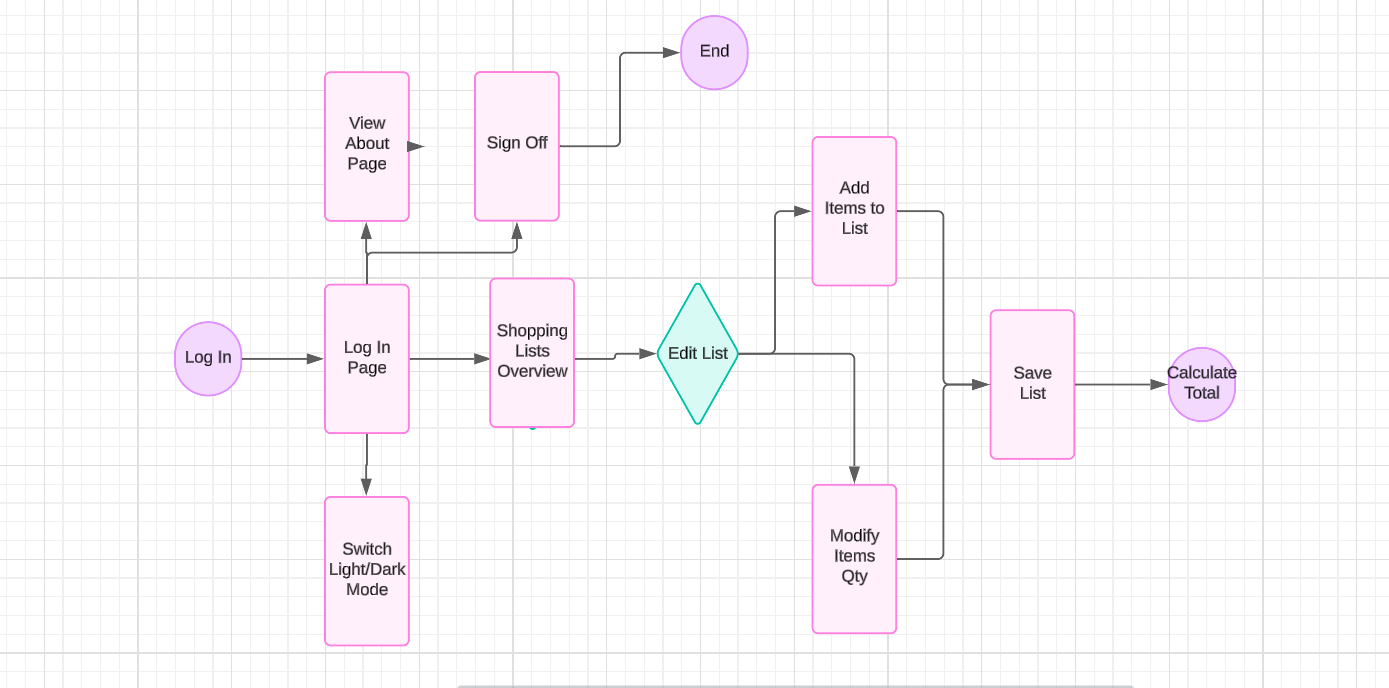 End
View
About
Page
Sign Off
Add
Items to
List
Log In
Log In
Page
Shopping
Lists
Overview
Edit List
Save
List
Calculate
Total
Switch
Light/Dark
Mode
Modify
Items
Qty